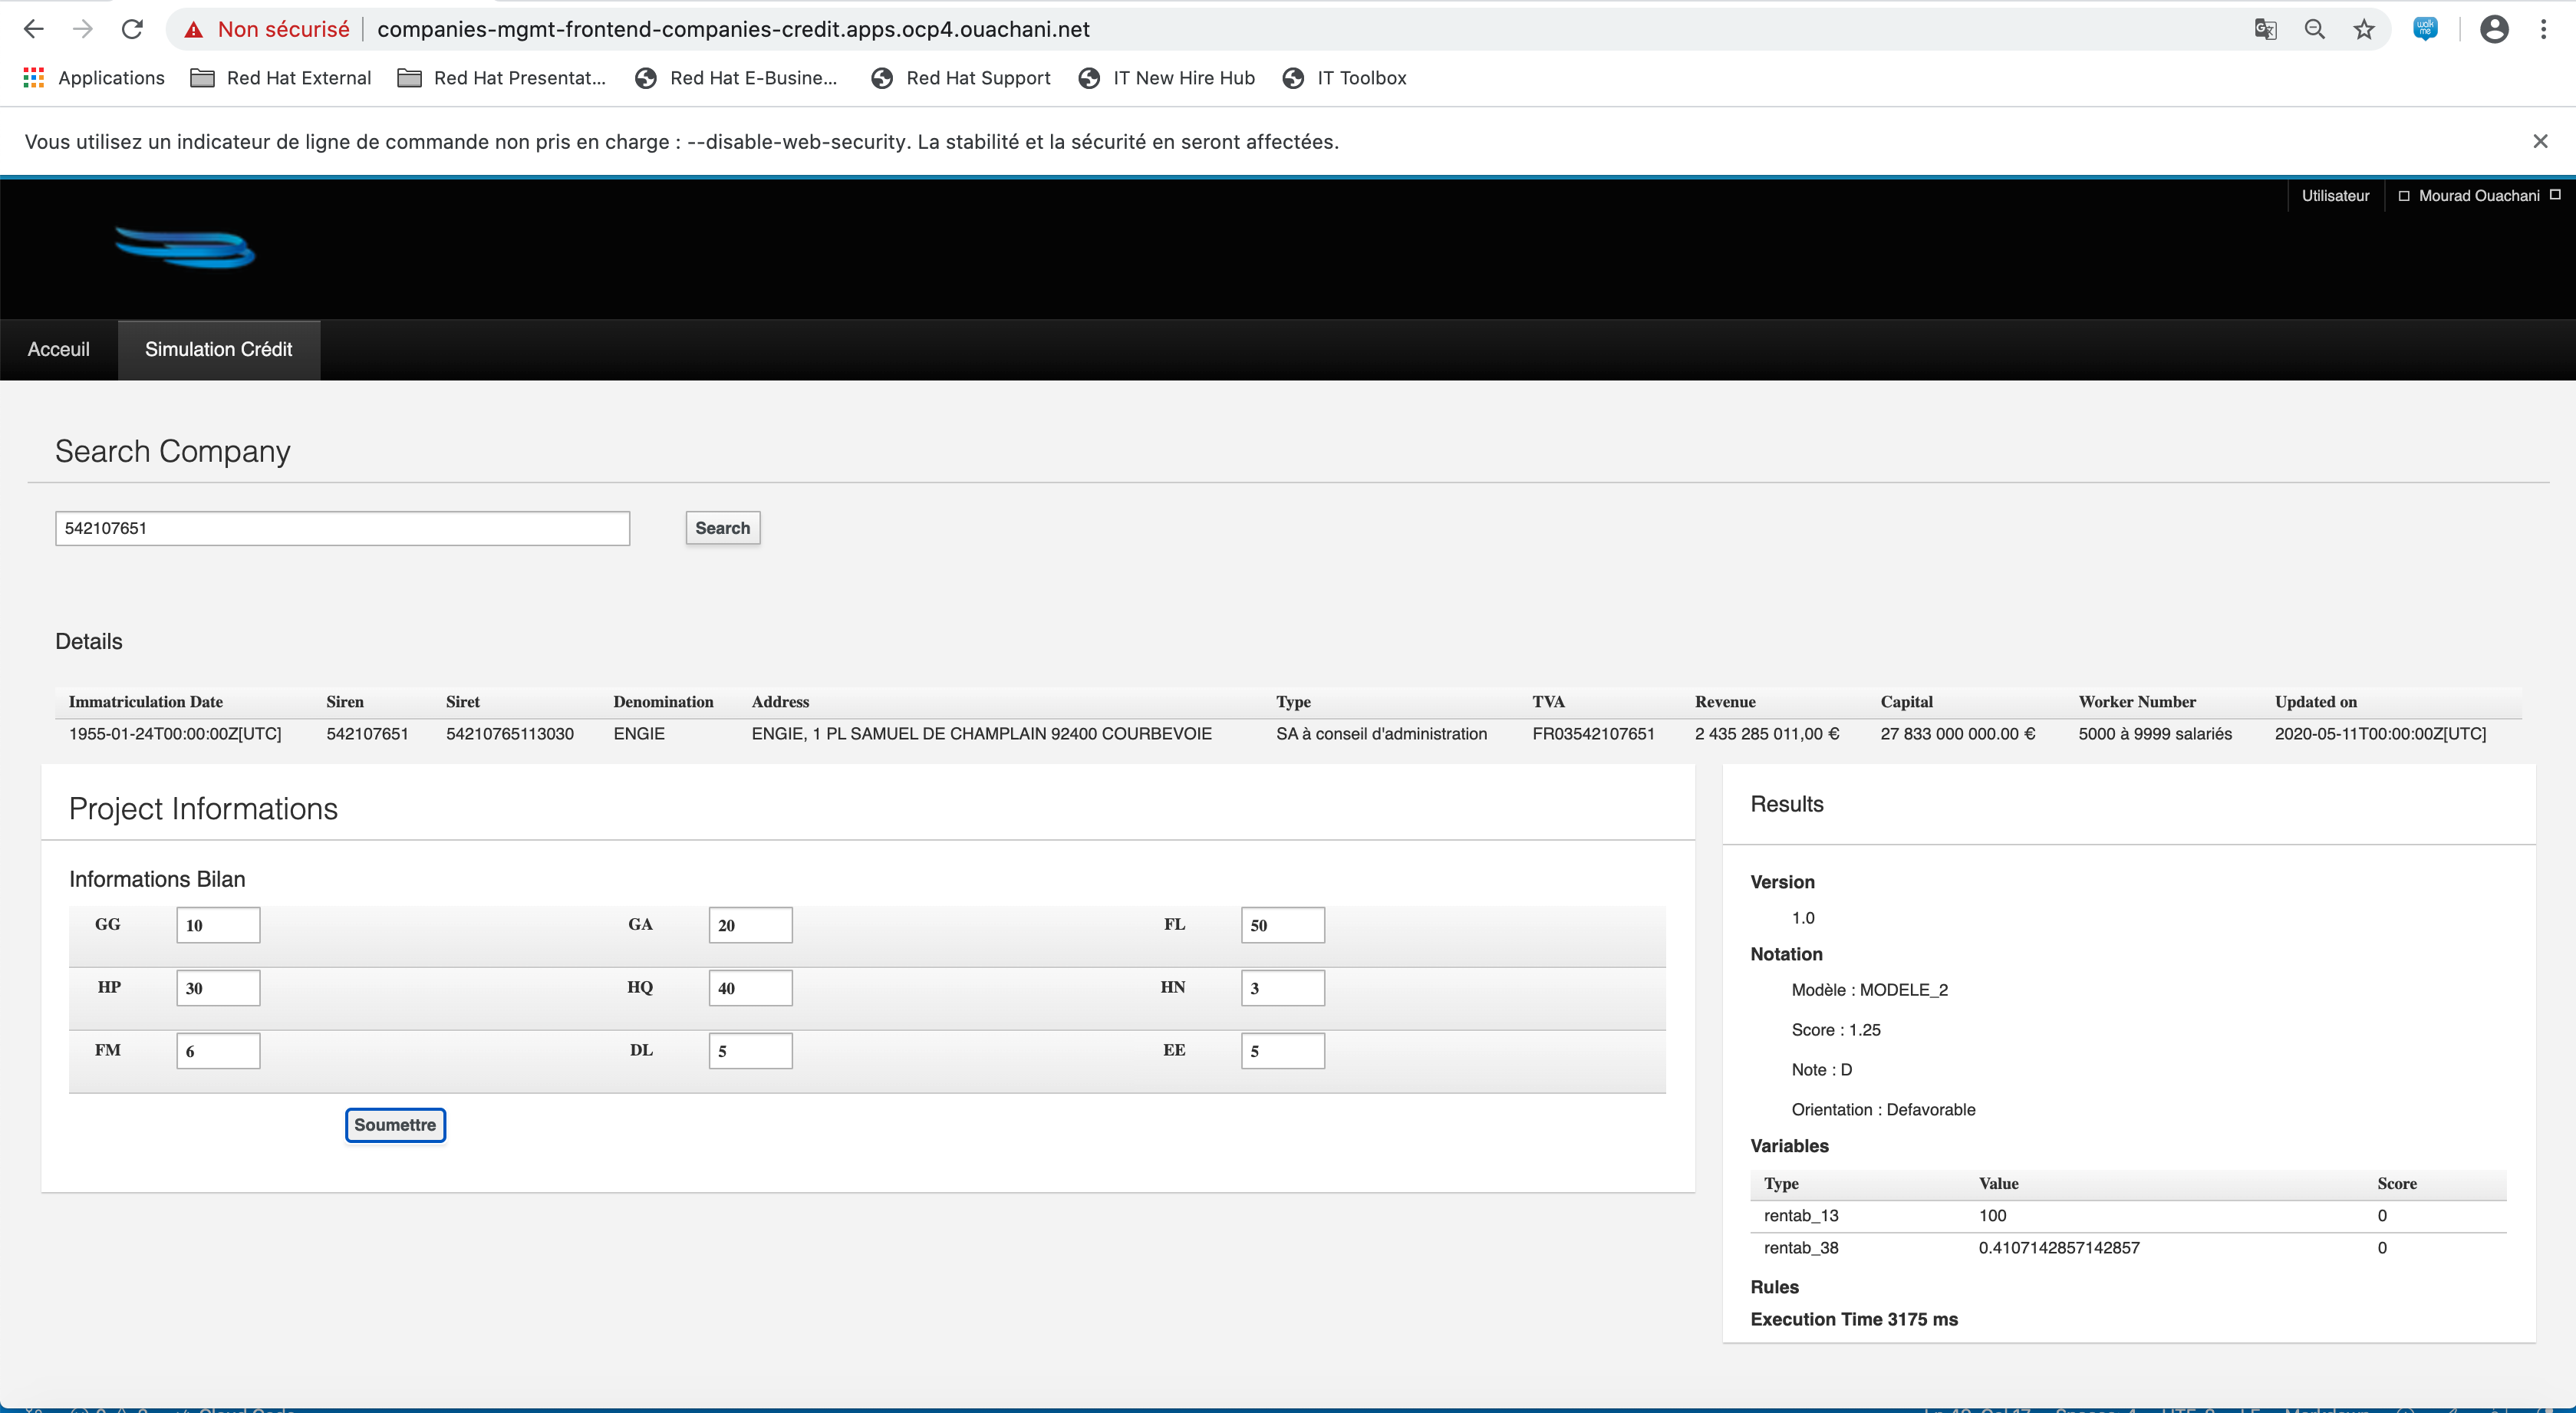 Non sécurisé companies-mgmt-frontend-companies-credit.apps.ocp4.ouachani.net
walk me
Applications Red Hat External Red Hat Presentat... Red Hat E-Busine... Red Hat Support IT New Hire Hub IT Toolbox
Vous utilisez un indicateur de ligne de commande non pris en charge : --disable-web-security. La stabilité et la sécurité en seront affectées.
Utilisateur Mourad Ouachani
Acceuil Simulation Crédit
Search Company
542107651 Search
Details
Immatriculation Date Siren Siret Denomination Address Type TVA Revenue Capital Worker Number Updated on
1955-01-24T00:00:00Z[UTC] 542107651 54210765113030 ENGIE ENGIE, 1 PL SAMUEL DE CHAMPLAIN 92400 COURBEVOIE SA à conseil d'administration FR03542107651 2 435 285 011,00 € 27 833 000 000.00 € 5000 à 9999 salariés 2020-05-11T00:00:00Z[UTC]
Project Informations
Informations Bilan
GG 10 GA 20 FL 50
HP 30 HQ 40 HN 3
FM 6 DL 5 EE 5
Soumettre
Results
Version
1.0
Notation
Modèle : MODELE_2
Score : 1.25
Note : D
Orientation : Defavorable
Variables
Type Value Score
rentab_13 100 0
rentab_38 0.4107142857142857 0
Rules
Execution Time 3175 ms